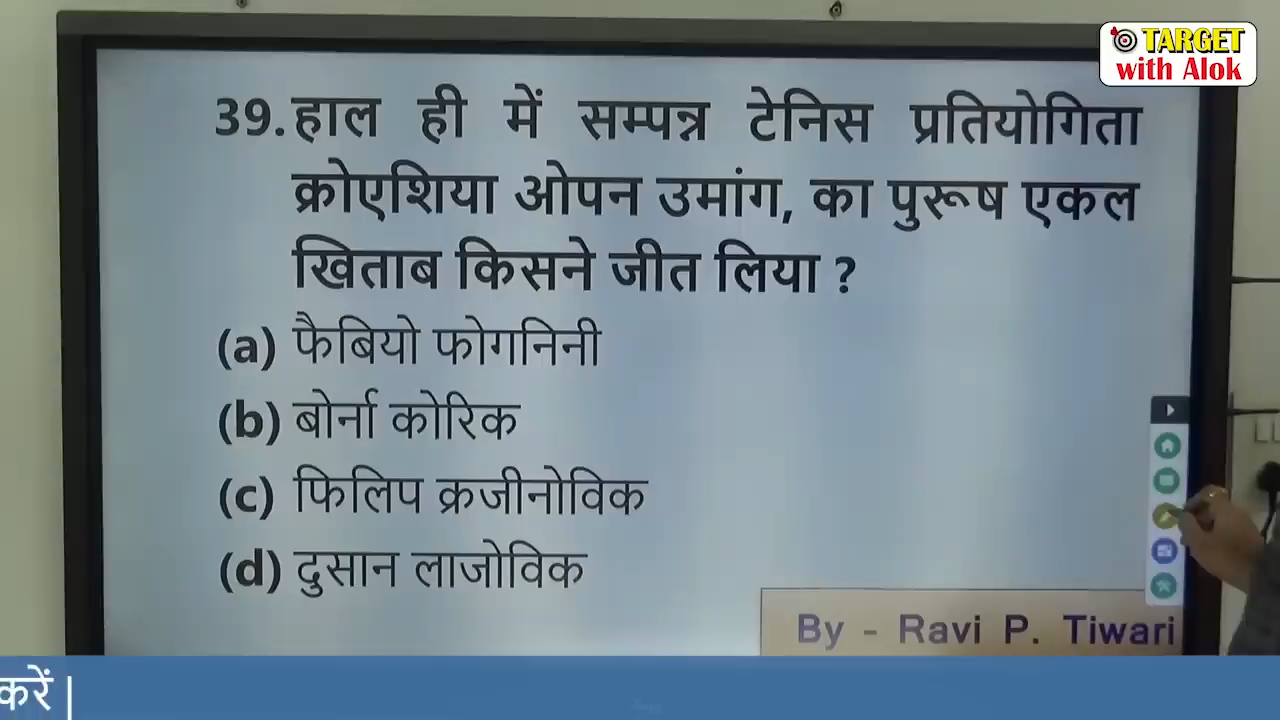 TARGET
with Alok
39. हाल ही में सम्पन्न टेनिस प्रतियोगिता
क्रोएशिया ओपन उमांग, का पुरूष एकल
खिताब किसने जीत लिया ?
(a) फैबियो फोगनिनी
(b) बोर्ना कोरिक
(c) फिलिप क्रजीनोविक
(d) दुसान लाजोविक
By - Ravi P. Tiwari
करें |